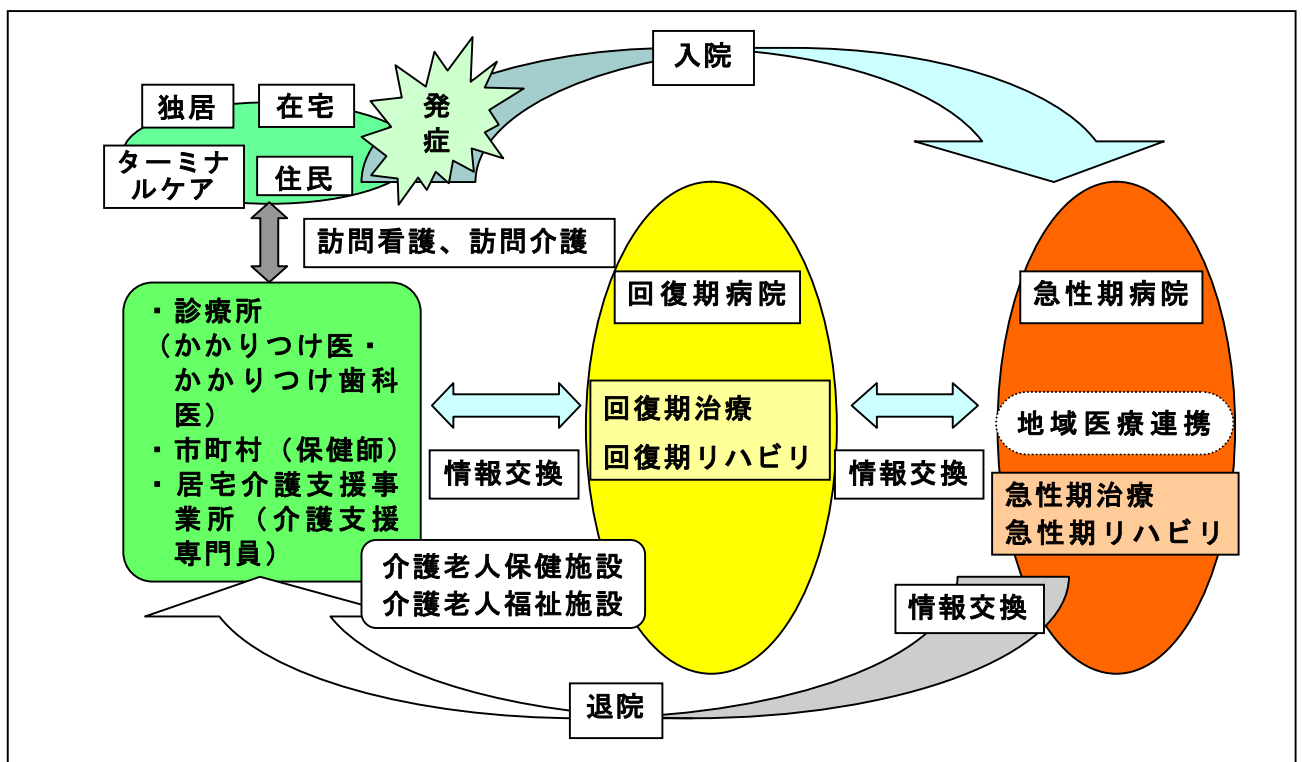 入院
発
症
独居
在宅
ターミナ
ルケア
住民
訪問看護、訪問介護
回復期病院
急性期病院
・診療所
（かかりつけ医・
かかりつけ歯科
医）
・市町村（保健師）
・居宅介護支援事
業所（介護支援
専門員）
回復期治療
回復期リハビリ
地域医療連携
情報交換
情報交換
急性期治療
急性期リハビリ
介護老人保健施設
介護老人福祉施設
情報交換
退院